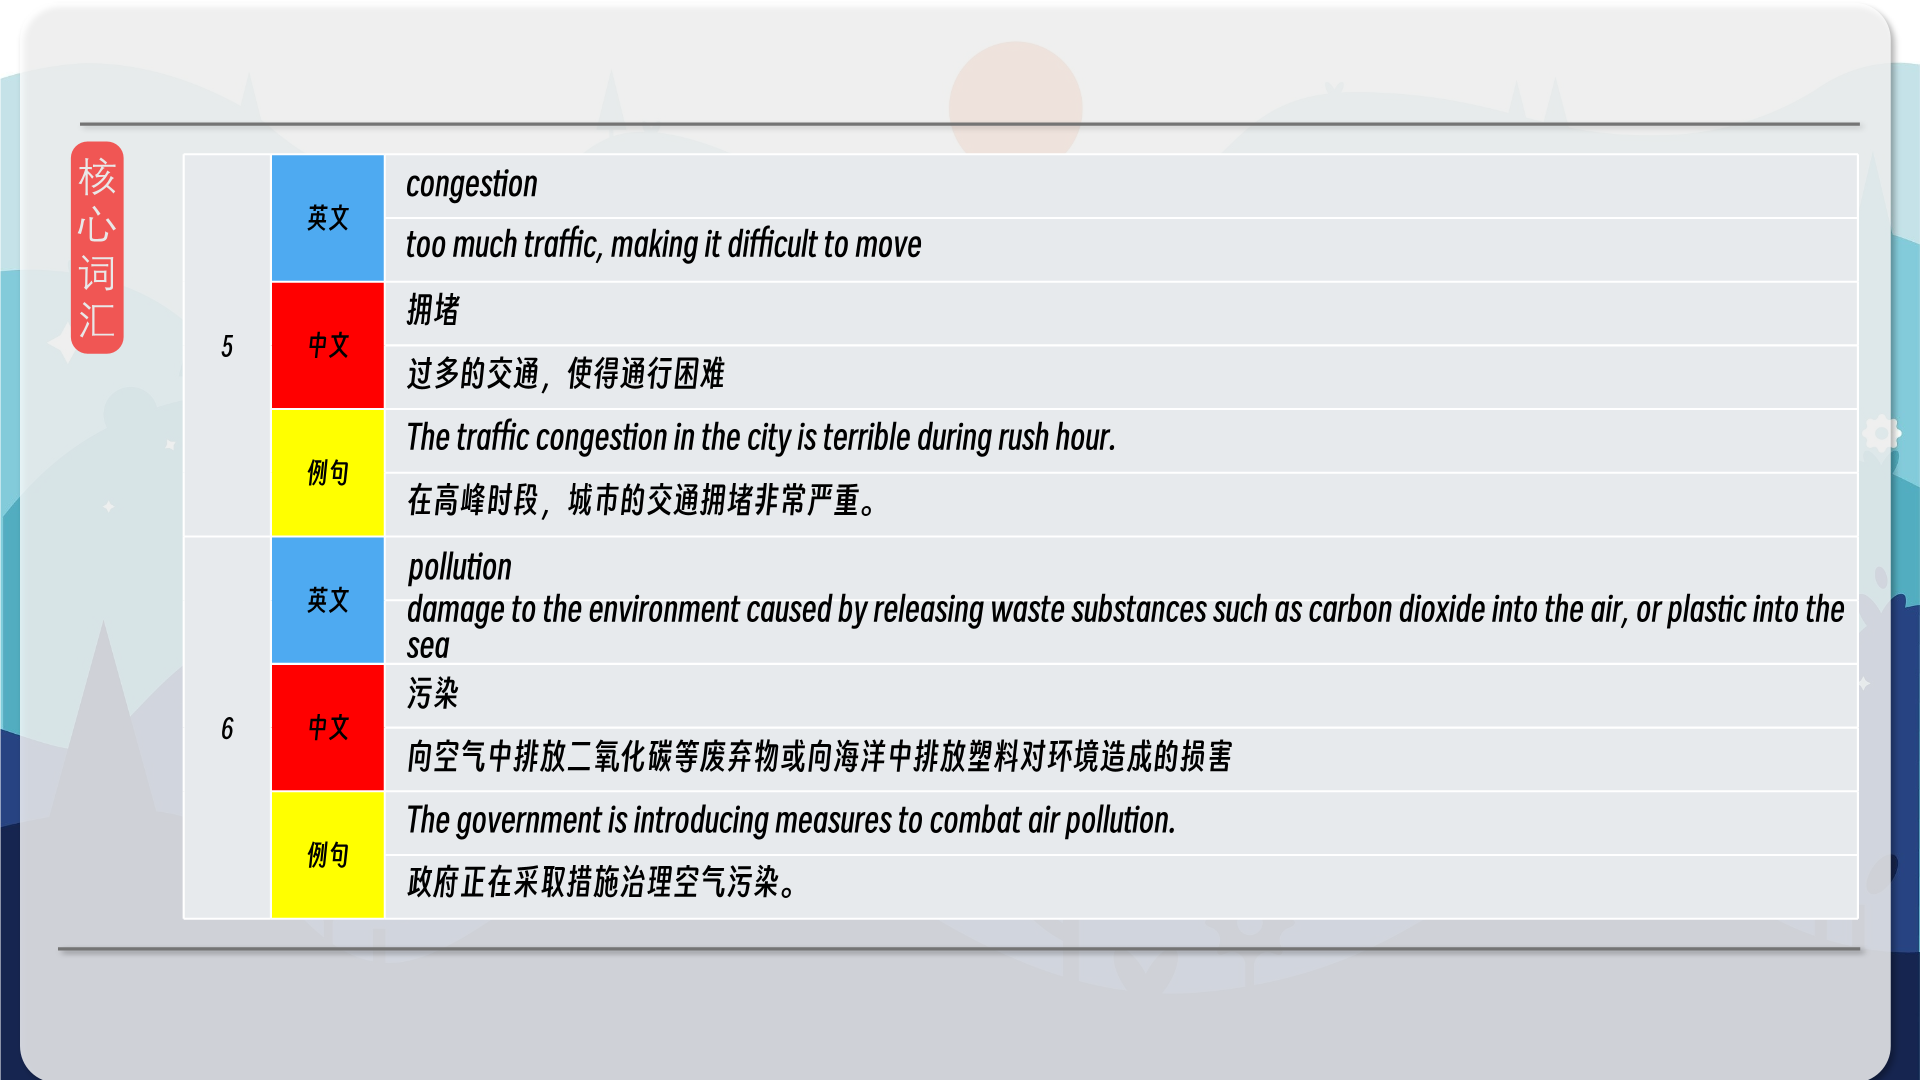 核
心
词
汇
5
英文
congestion
too much traffic, making it difficult to move
中文
拥堵
过多的交通，使得通行困难
例句
The traffic congestion in the city is terrible during rush hour.
在高峰时段，城市的交通拥堵非常严重。
6
英文
pollution
damage to the environment caused by releasing waste substances such as carbon dioxide into the air, or plastic into the
sea
中文
污染
向空气中排放二氧化碳等废弃物或向海洋中排放塑料对环境造成的损害
例句
The government is introducing measures to combat air pollution.
政府正在采取措施治理空气污染。